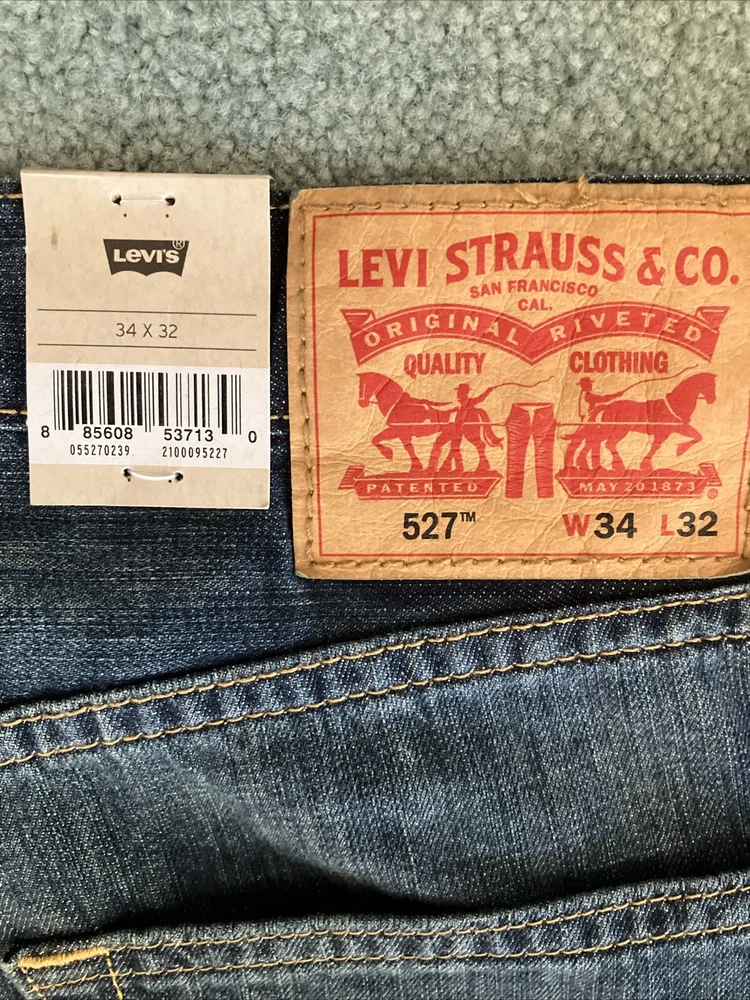 LEVI'S®
34 X 32
8 85608 53713 0
055270239 2100095227
LEVI STRAUSS & CO.
SAN FRANCISCO
CAL.
ORIGINAL RIVETED
QUALITY CLOTHING
PATENTED MAY 20 1873 ®
527™ W34 L32